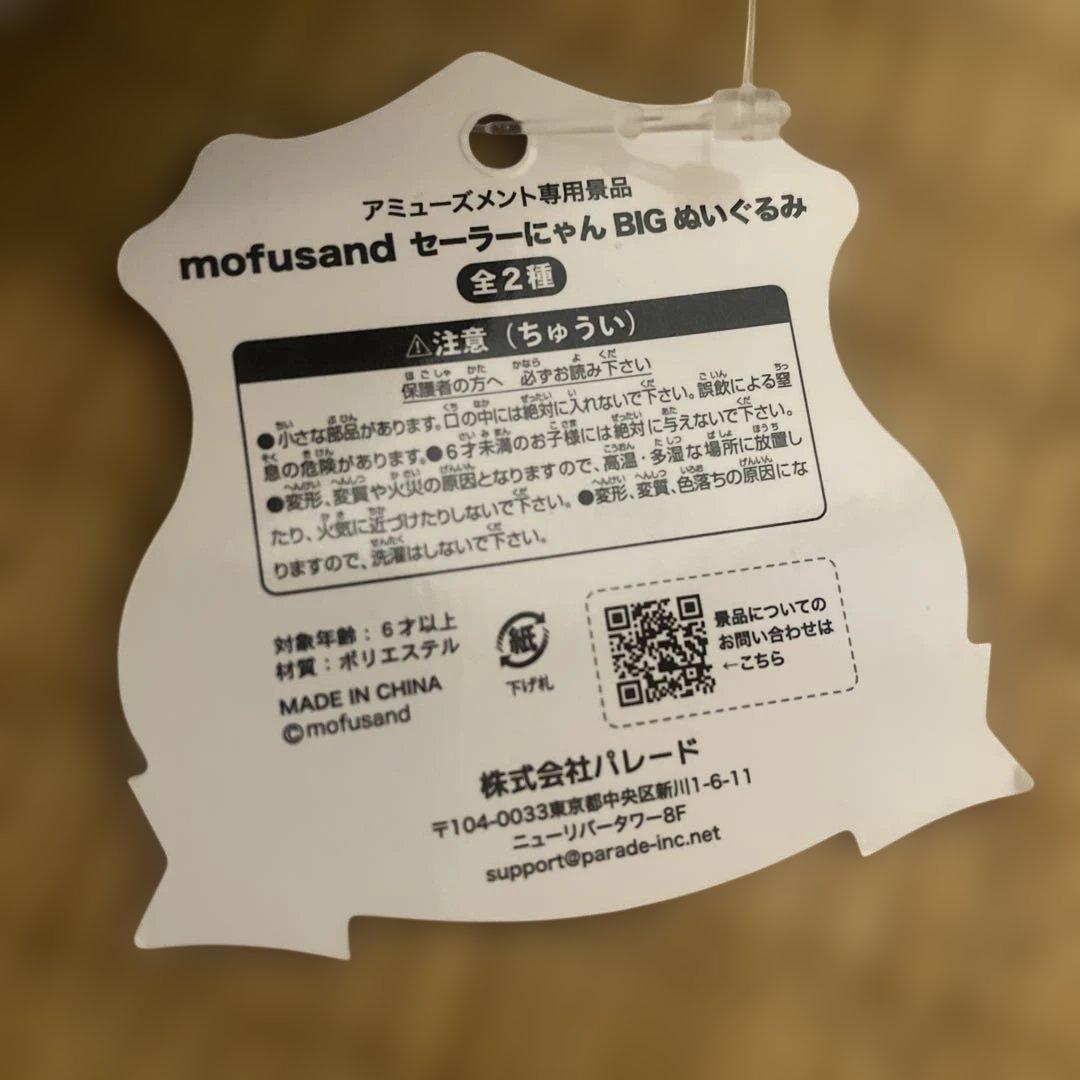 アミューズメント専用景品
mofusand セーラーにゃん BIG ぬいぐるみ
全2種
⚠注意（ちゅうい）
保護者の方へ 必ずお読み下さい
●小さな部品があります。口の中には絶対に入れないで下さい。誤飲による窒
息の危険があります。●6才未満のお子様には絶対に与えないで下さい。
●変形、変質や火災の原因となりますので、高温・多湿な場所に放置し
たり、火気に近づけたりしないで下さい。●変形、変質、色落ちの原因にな
りますので、洗濯はしないで下さい。
対象年齢：6才以上
材質：ポリエステル
MADE IN CHINA
©mofusand
紙
下げ札
景品についての
お問い合わせは
←こちら
株式会社パレード
〒104-0033東京都中央区新川1-6-11
ニューリバータワー8F
support@parade-inc.net